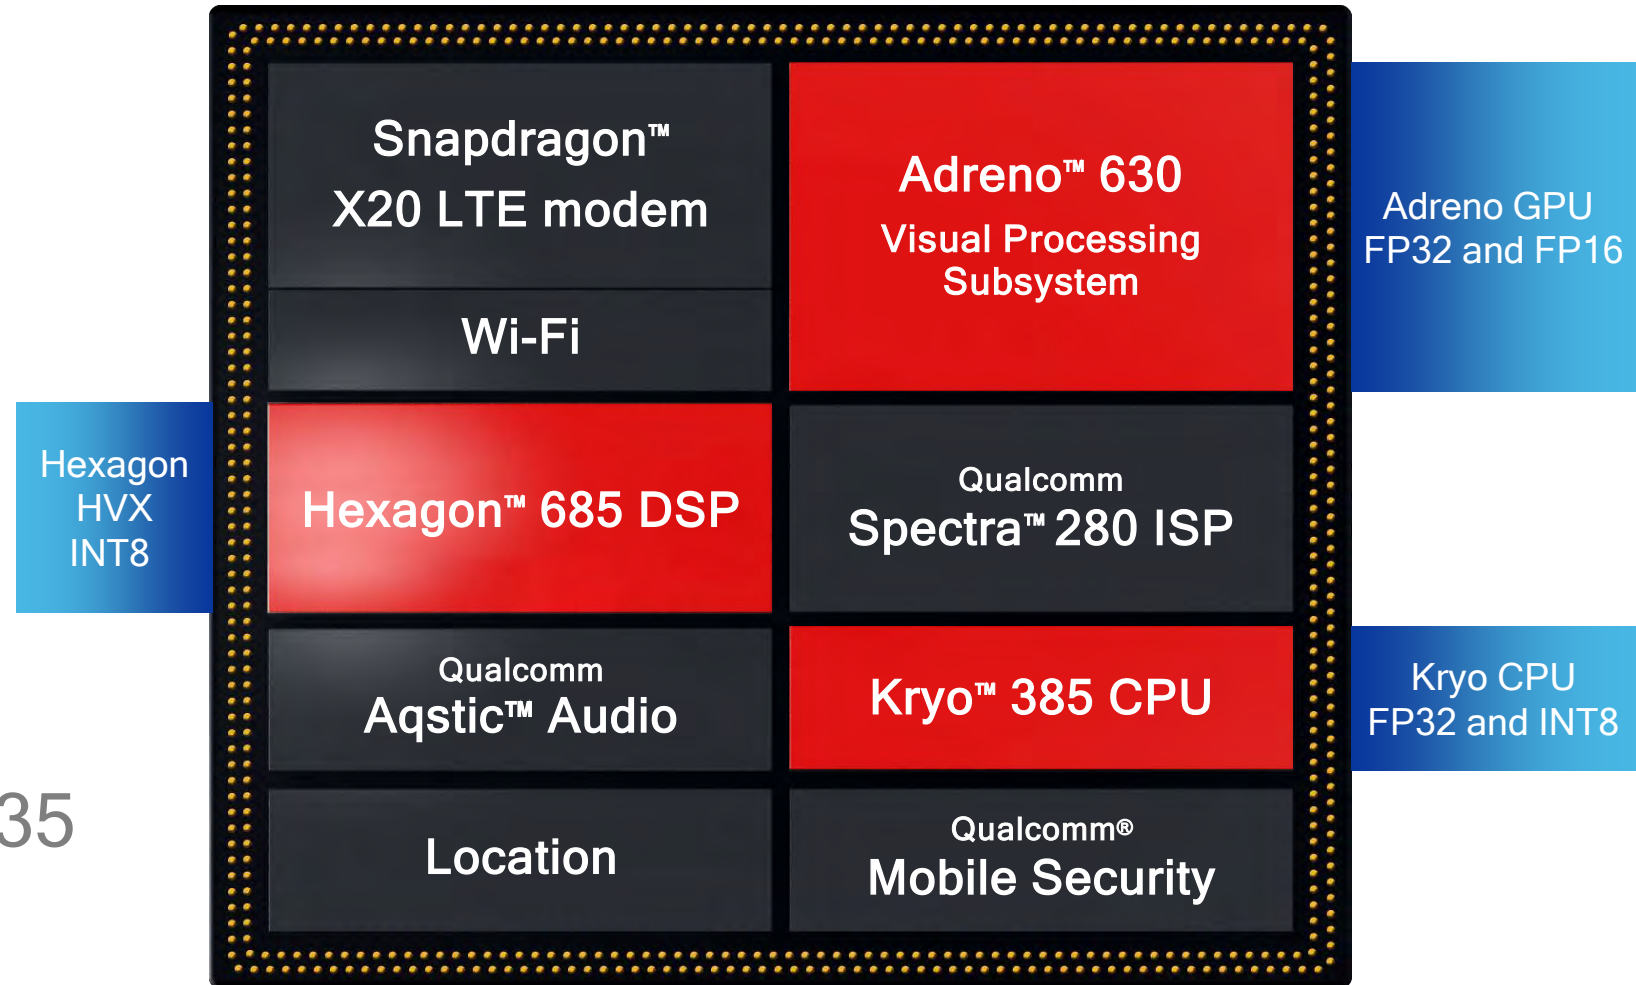 Snapdragon™
X20 LTE modem
Wi-Fi
Adreno™ 630
Visual Processing
Subsystem
Adreno GPU
FP32 and FP16
Hexagon
HVX
INT8
Hexagon™ 685 DSP
Qualcomm
Spectra™ 280 ISP
Qualcomm
Aqstic™ Audio
Kryo™ 385 CPU
Kryo CPU
FP32 and INT8
35
Location
Qualcomm®
Mobile Security